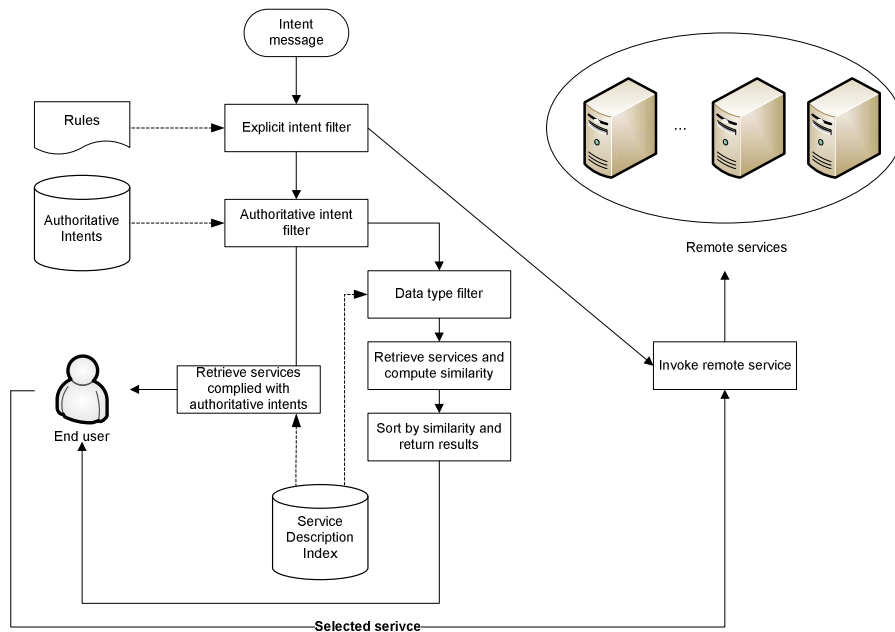 Intent
message
Rules
Explicit intent filter
...
Authoritative
Intents
Authoritative intent
filter
Remote services
Data type filter
Retrieve services and
compute similarity
Invoke remote service
Retrieve services
complied with
authoritative intents
Sort by similarity and
return results
End user
Service
Description
Index
Selected serivce